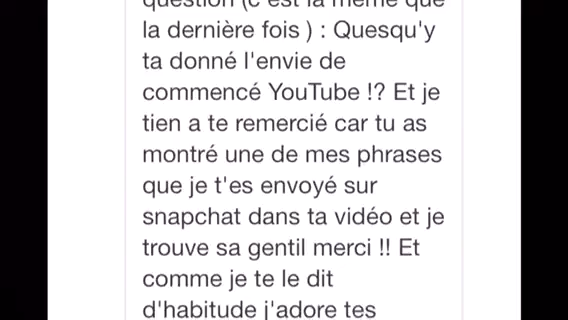 question (c'est la même que
la dernière fois ) : Quesqu'y
ta donné l'envie de
commencé YouTube !? Et je
tien a te remercié car tu as
montré une de mes phrases
que je t'es envoyé sur
snapchat dans ta vidéo et je
trouve sa gentil merci !! Et
comme je te le dit
d'habitude j'adore tes